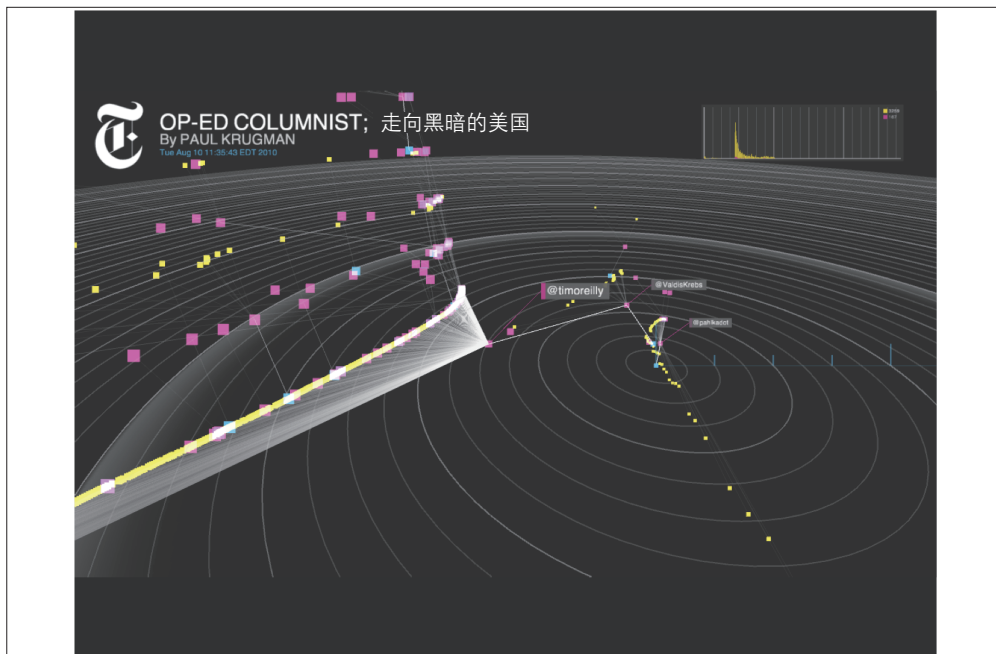 OP-ED COLUMNIST; 走向黑暗的美国
By PAUL KRUGMAN
Tue Aug 10 11:35:43 EDT 2010
@timoreilly
@ValdisKrebs
@pahlkadot